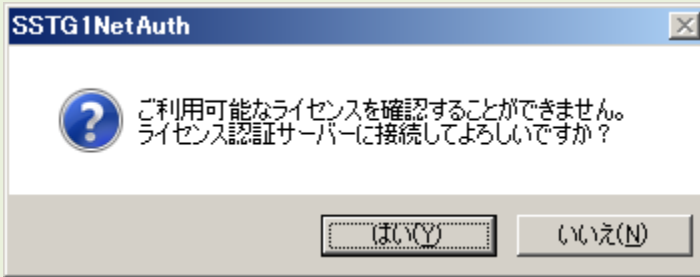 SSTG1NetAuth
ご利用可能なライセンスを確認することができません。
ライセンス認証サーバーに接続してよろしいですか？
はい(Y)
いいえ(N)